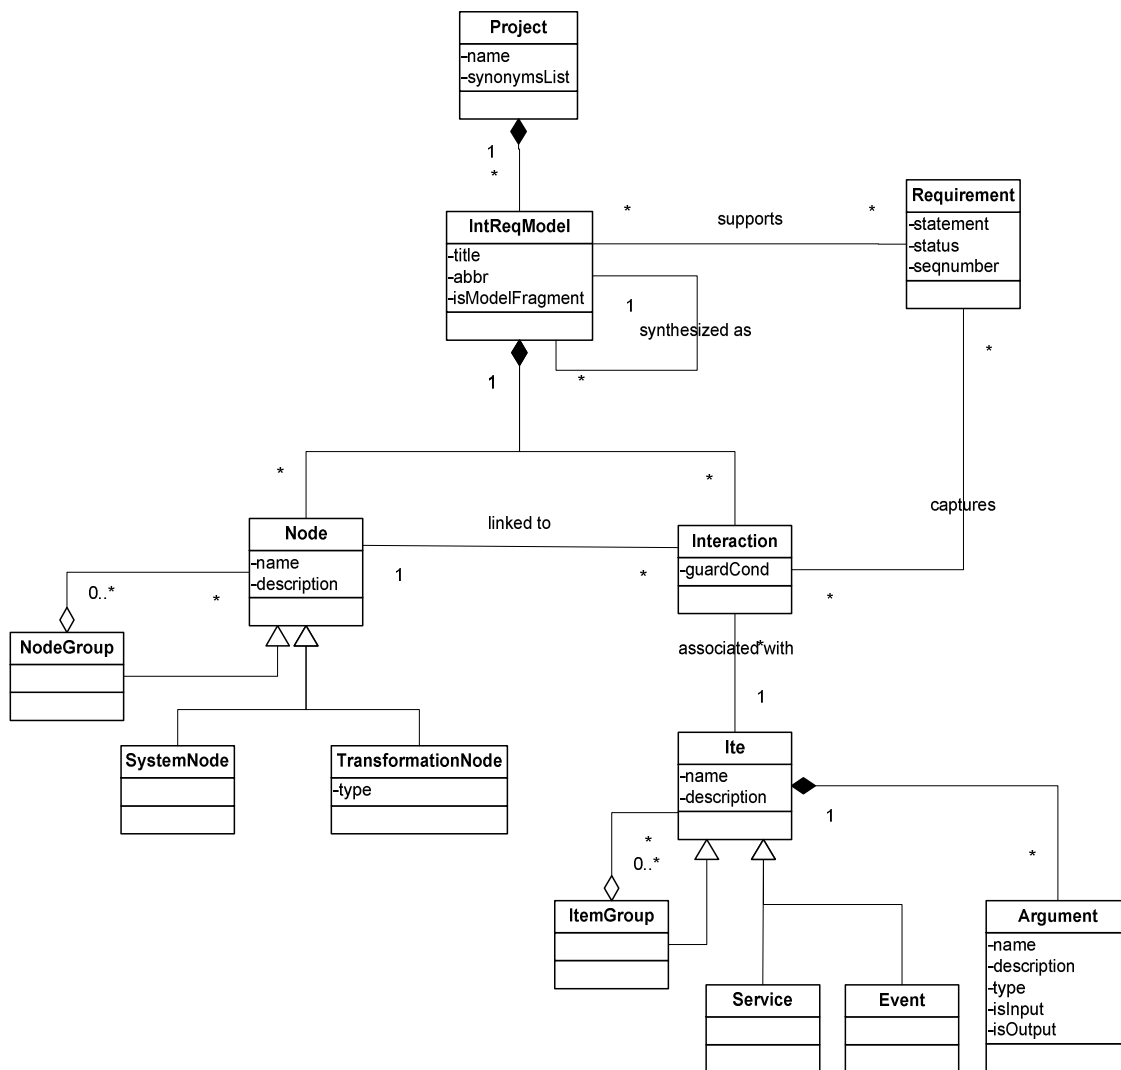 Project
-name
-synonymsList
1
*
IntReqModel
-title
-abbr
-isModelFragment
*
supports
*
Requirement
-statement
-status
-seqnumber
1
synthesized as
*
1
*
*
*
captures
Node
-name
-description
linked to
1
*
Interaction
-guardCond
*
0..*
*
NodeGroup
associated with
*
1
SystemNode
TransformationNode
-type
Ite
-name
-description
1
*
*
0..*
ItemGroup
Service
Event
Argument
-name
-description
-type
-isInput
-isOutput